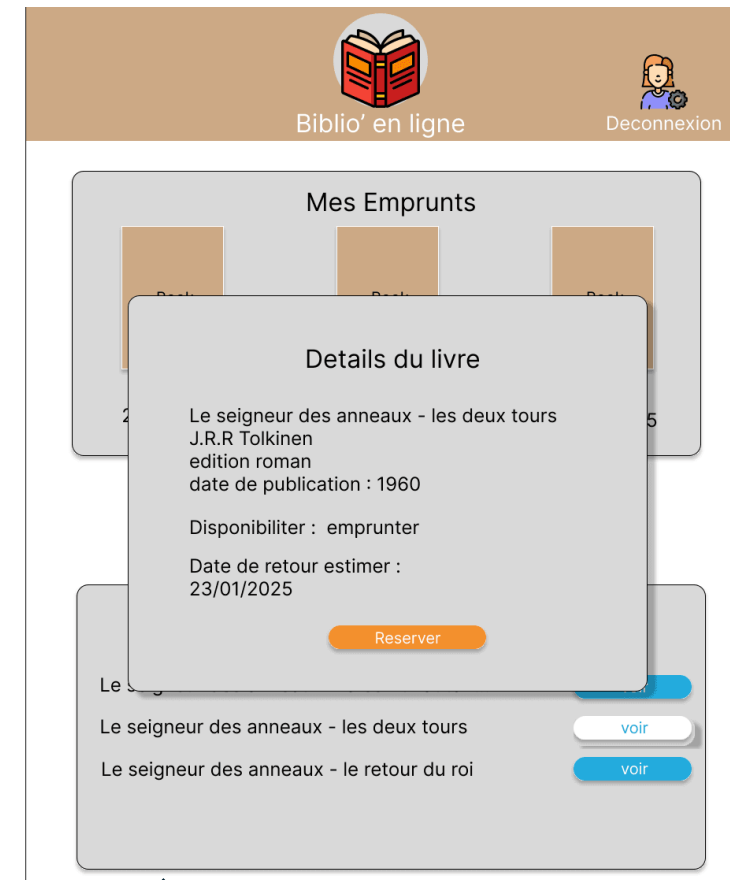 Biblio’ en ligne
Deconnexion
Mes Emprunts
Details du livre
Le seigneur des anneaux - les deux tours
J.R.R Tolkinen
edition roman
date de publication : 1960
Disponibiliter : emprunter
Date de retour estimer :
23/01/2025
Reserver
Le
Le seigneur des anneaux - les deux tours
voir
Le seigneur des anneaux - le retour du roi
voir